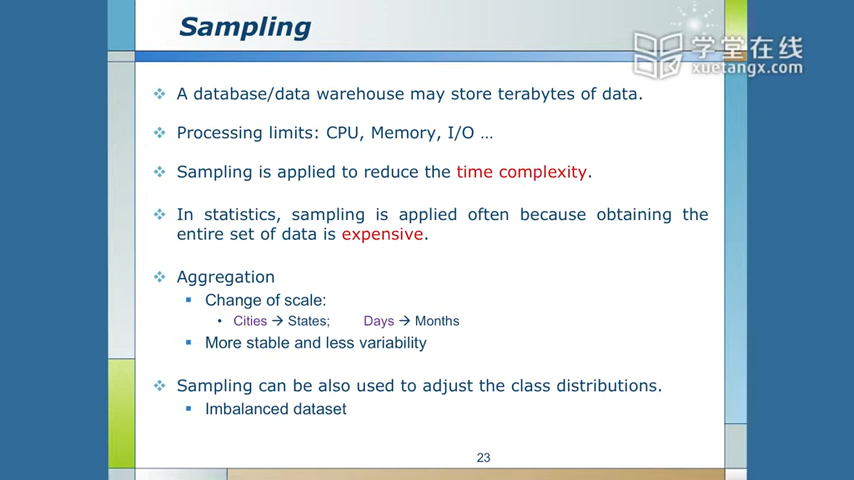 Sampling
学堂在线
xuetangx.com
A database/data warehouse may store terabytes of data.
Processing limits: CPU, Memory, I/O ...
Sampling is applied to reduce the time complexity.
In statistics, sampling is applied often because obtaining the
entire set of data is expensive.
Aggregation
Change of scale:
Cities → States; Days → Months
More stable and less variability
Sampling can be also used to adjust the class distributions.
Imbalanced dataset
23